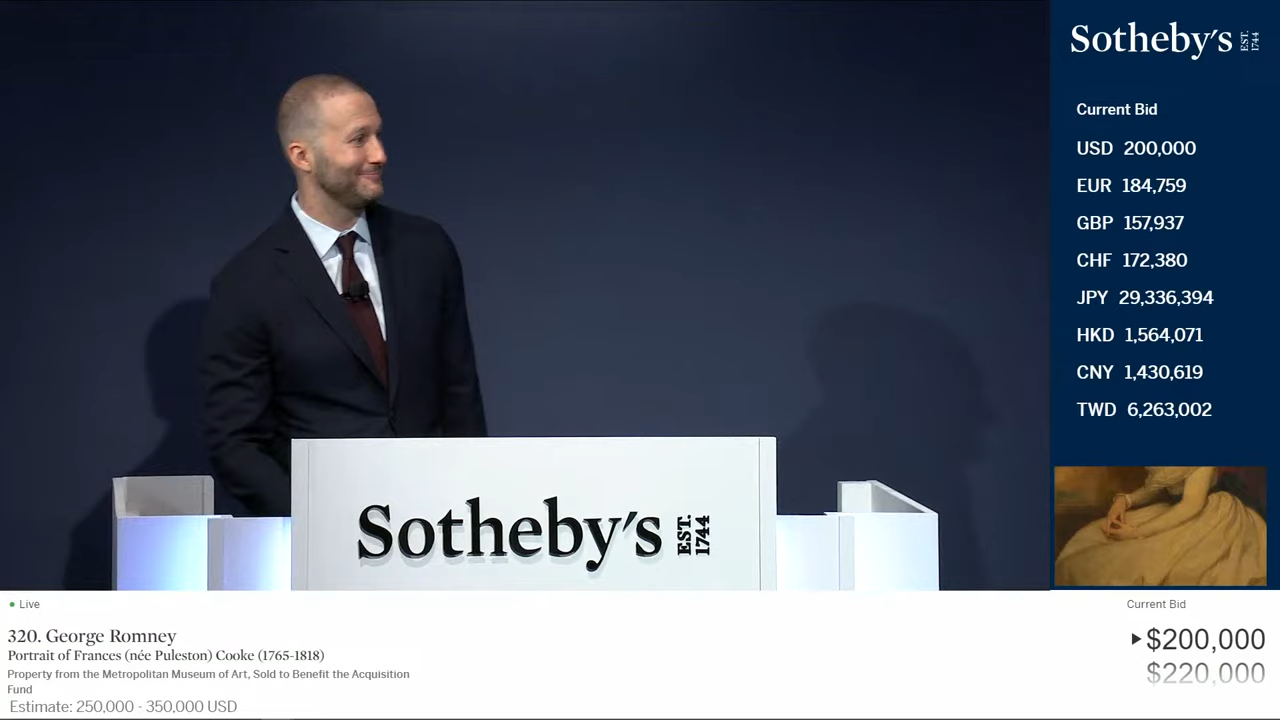 Sotheby's EST. 1744
Current Bid
USD 200,000
EUR 184,759
GBP 157,937
CHF 172,380
JPY 29,336,394
HKD 1,564,071
CNY 1,430,619
TWD 6,263,002
Sotheby's EST. 1744
Live
320. George Romney
Portrait of Frances (née Puleston) Cooke (1765-1818)
Property from the Metropolitan Museum of Art, Sold to Benefit the Acquisition
Fund
Estimate: 250,000 - 350,000 USD
Current Bid
$200,000
$220,000